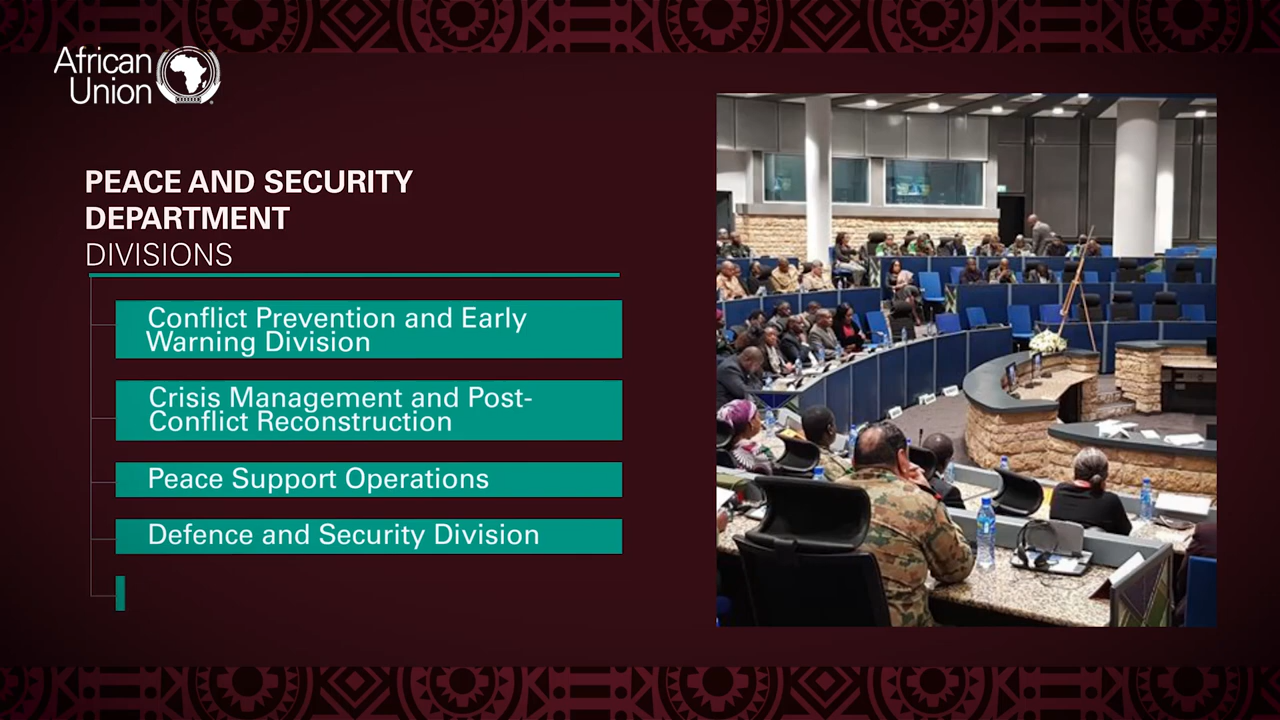 African
Union
PEACE AND SECURITY
DEPARTMENT
DIVISIONS
Conflict Prevention and Early
Warning Division
Crisis Management and Post-
Conflict Reconstruction
Peace Support Operations
Defence and Security Division